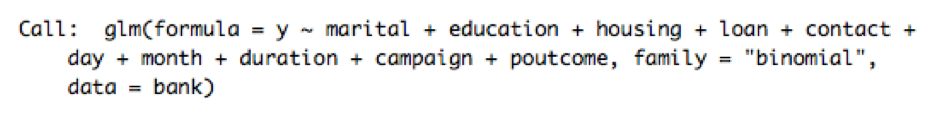 Call:  glm(formula = y ~ marital + education + housing + loan + contact +
    day + month + duration + campaign + poutcome, family = "binomial",
    data = bank)